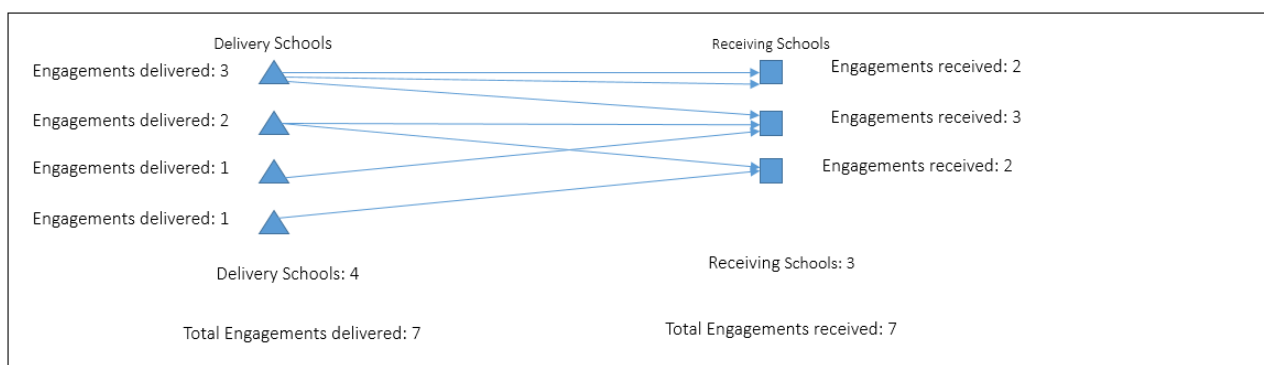 Delivery Schools
Receiving Schools
Engagements delivered: 3
Engagements received: 2
Engagements delivered: 2
Engagements received: 3
Engagements delivered: 1
Engagements received: 2
Engagements delivered: 1
Delivery Schools: 4
Receiving Schools: 3
Total Engagements delivered: 7
Total Engagements received: 7